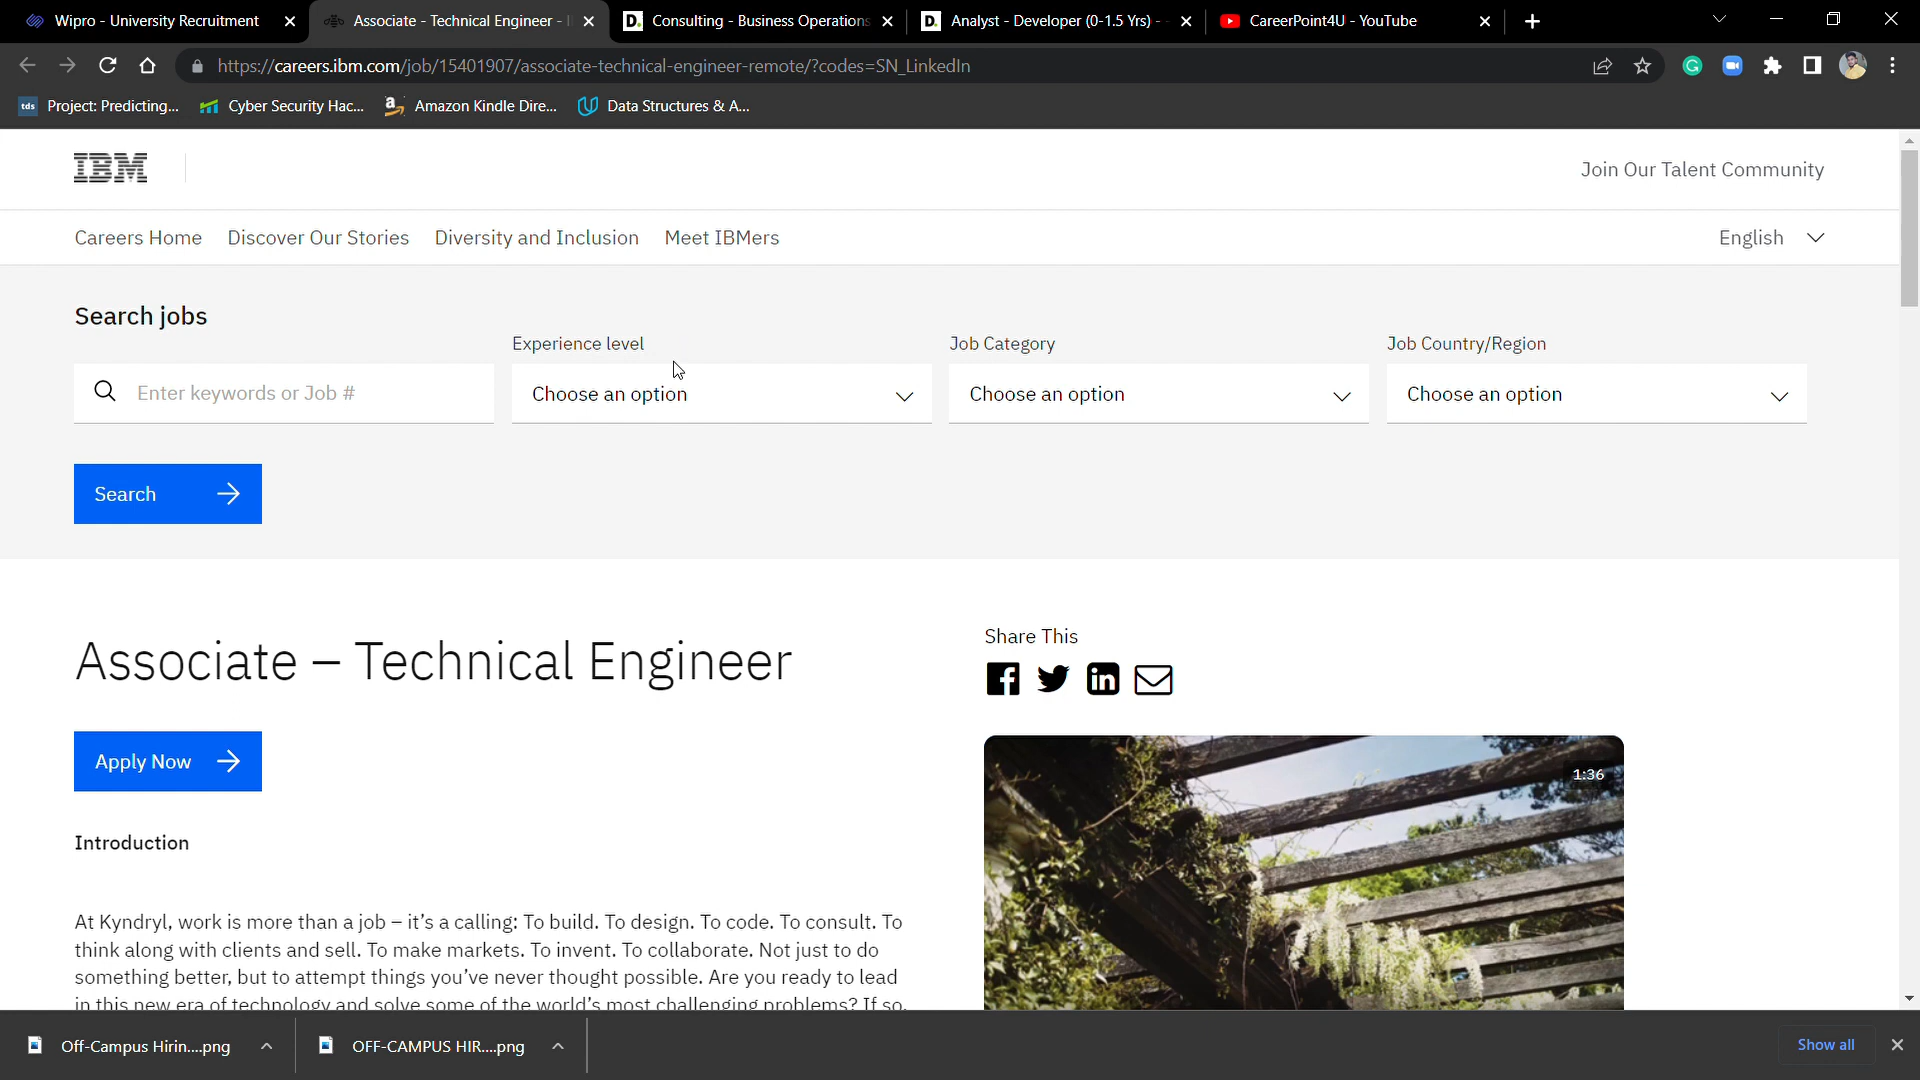 Wipro - University Recruitment
Associate - Technical Engineer -
D. Consulting - Business Operations
D. Analyst - Developer (0-1.5 Yrs) -
CareerPoint4U - YouTube
https://careers.ibm.com/job/15401907/associate-technical-engineer-remote/?codes=SN_LinkedIn
tds Project: Predicting...
Cyber Security Hac...
a Amazon Kindle Dire...
Data Structures & A...
IBM
Join Our Talent Community
Careers Home Discover Our Stories Diversity and Inclusion Meet IBMers
English
Search jobs
Experience level
Job Category
Job Country/Region
Enter keywords or Job #
Choose an option
Choose an option
Choose an option
Search
Associate – Technical Engineer
Share This
Apply Now
1:36
Introduction
At Kyndryl, work is more than a job – it’s a calling: To build. To design. To code. To consult. To
think along with clients and sell. To make markets. To invent. To collaborate. Not just to do
something better, but to attempt things you’ve never thought possible. Are you ready to lead
in this new era of technology and solve some of the world’s most challenging problems? If so,
Off-Campus Hirin....png
OFF-CAMPUS HIR....png
Show all